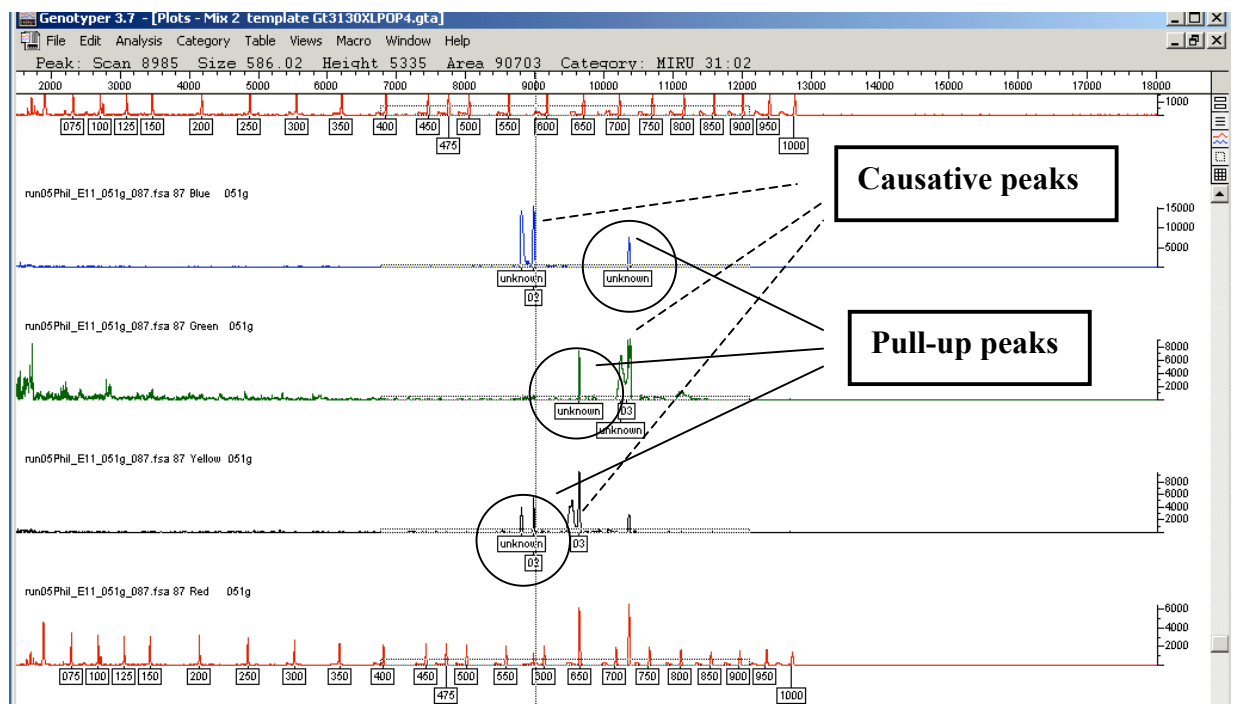 Genotyper 3.7 - [Plots - Mix 2 template Gt3130XLPOP4.gta]
File Edit Analysis Category Table Views Macro Window Help
Peak: Scan 8985 Size 586.02 Height 5335 Area 90703 Category: MIRU 31:02
2000 3000 4000 5000 6000 7000 8000 9000 10000 11000 12000 13000 14000 15000 16000 17000 18000
1000
075 100 125 150 200 250 300 350 400 450 500 550 600 650 700 750 800 850 900 950
475 1000
Causative peaks
run05Phil_E11_051g_087.fsa 87 Blue 051g
15000
10000
5000
unknown unknown
03
run05Phil_E11_051g_087.fsa 87 Green 051g
Pull-up peaks
8000
6000
4000
2000
unknown 03
unknown
run05Phil_E11_051g_087.fsa 87 Yellow 051g
8000
6000
4000
2000
unknown 03
03
run05Phil_E11_051g_087.fsa 87 Red 051g
6000
4000
2000
075 100 125 150 200 250 300 350 400 450 500 550 600 650 700 750 800 850 900 950
475 1000